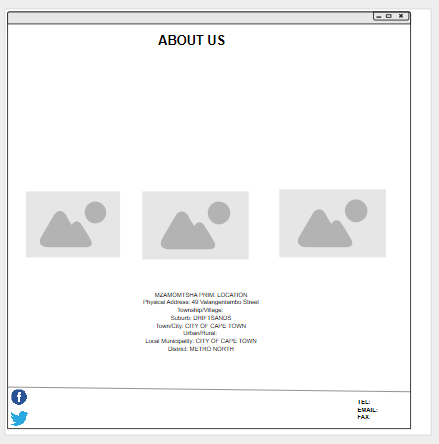 ABOUT US
MZAMOMTSHA PRIM. LOCATION
Physical Address: 49 Valangentambo Street
Township/Village:
Suburb: DRIFTSANDS
Town/City: CITY OF CAPE TOWN
Urban/Rural:
Local Municipality: CITY OF CAPE TOWN
District: METRO NORTH
TEL:
EMAIL:
FAX: